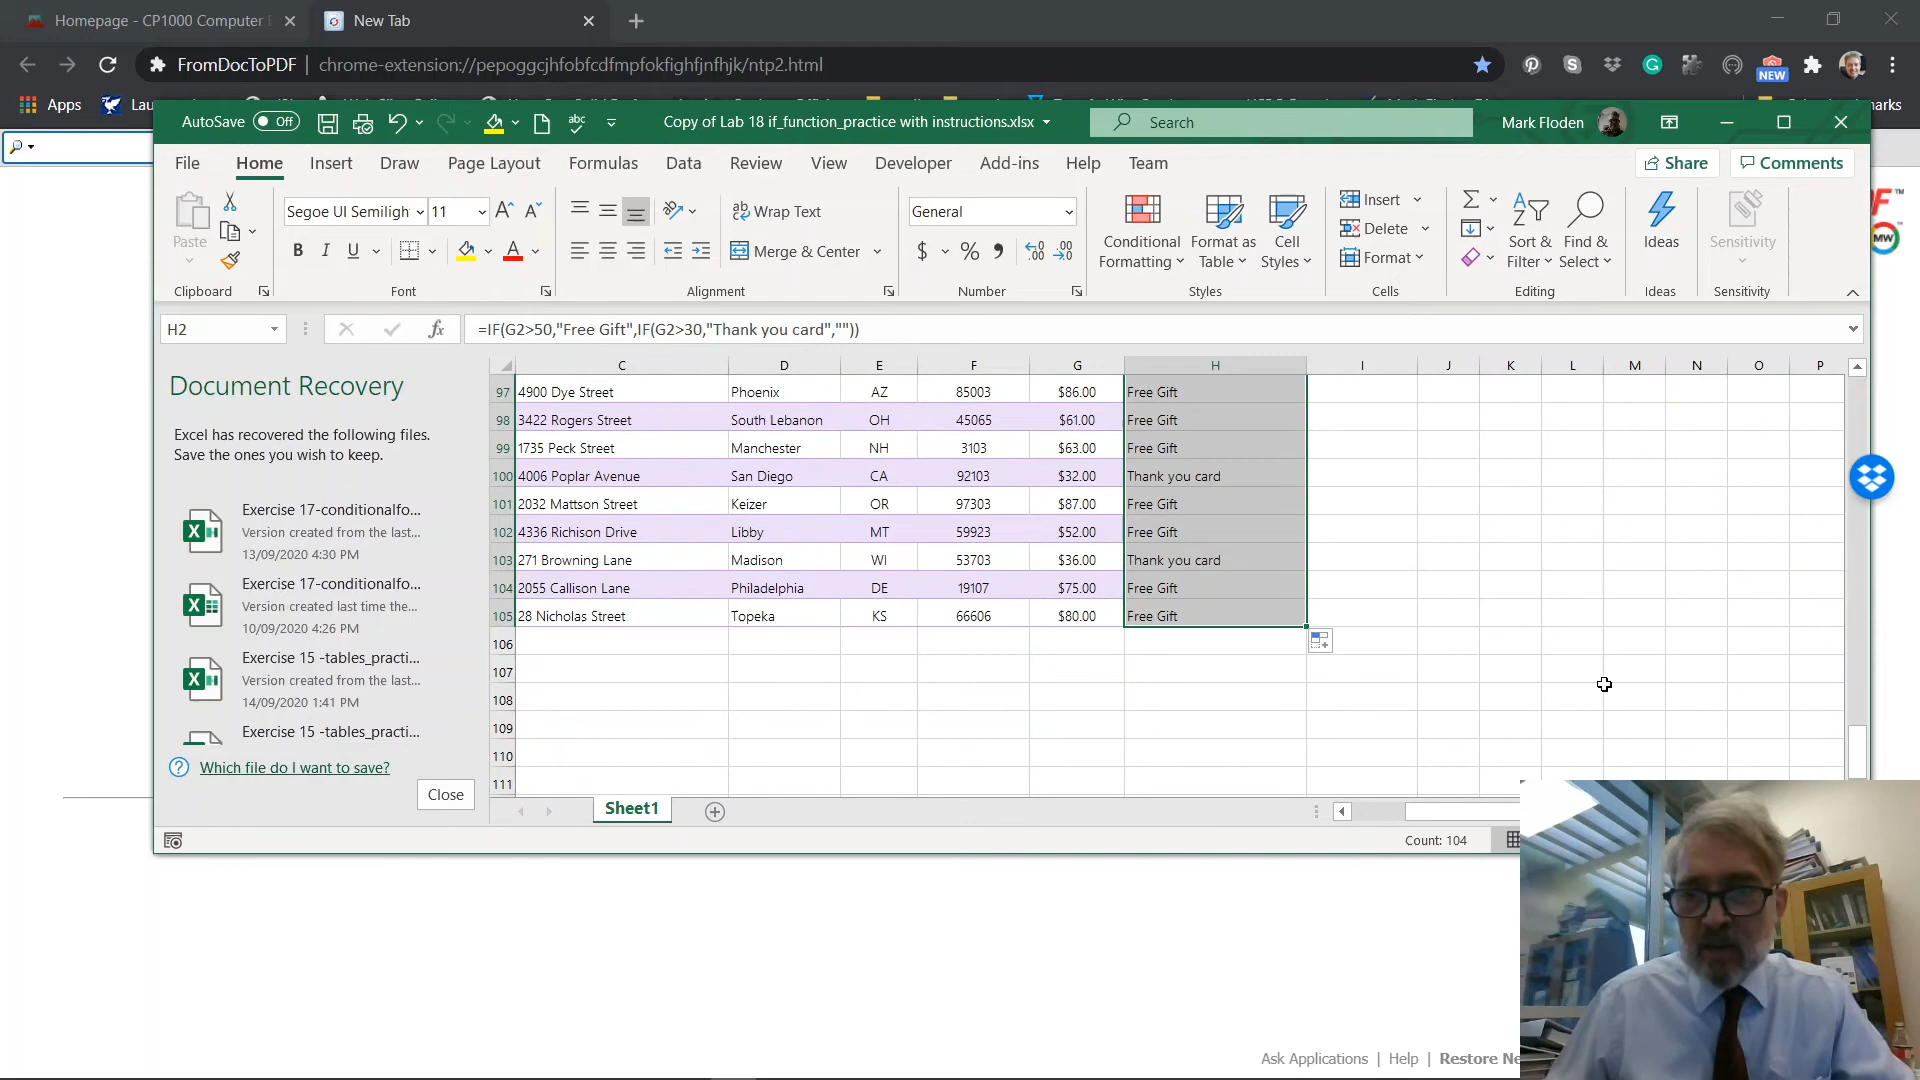 Homepage - CP1000 Computer
New Tab
FromDocToPDF | chrome-extension://pepoggcjhfobfcdfmpfokfighfjnfhjk/ntp2.html
NEW
Apps
AutoSave Off
Copy of Lab 18 if_function_practice with instructions.xlsx
Search
Mark Floden
File Home Insert Draw Page Layout Formulas Data Review View Developer Add-ins Help Team
Share Comments
Paste
Segoe UI Semiligh 11
Wrap Text
Merge & Center
General
Conditional Formatting
Format as Table
Cell Styles
Insert
Delete
Format
Sort & Filter
Find & Select
Ideas
Sensitivity
Clipboard Font Alignment Number Styles Cells Editing Ideas Sensitivity
H2 fx =IF(G2>50,"Free Gift",IF(G2>30,"Thank you card",""))
Document Recovery
Excel has recovered the following files.
Save the ones you wish to keep.
Exercise 17-conditionalfo...
Version created from the last...
13/09/2020 4:30 PM
Exercise 17-conditionalfo...
Version created last time the...
10/09/2020 4:26 PM
Exercise 15 -tables_practi...
Version created from the last...
14/09/2020 1:41 PM
Exercise 15 -tables_practi...
Which file do I want to save?
Close
C D E F G H I J K L M N O P
97 4900 Dye Street Phoenix AZ 85003 $86.00 Free Gift
98 3422 Rogers Street South Lebanon OH 45065 $61.00 Free Gift
99 1735 Peck Street Manchester NH 3103 $63.00 Free Gift
100 4006 Poplar Avenue San Diego CA 92103 $32.00 Thank you card
101 2032 Mattson Street Keizer OR 97303 $87.00 Free Gift
102 4336 Richison Drive Libby MT 59923 $52.00 Free Gift
103 271 Browning Lane Madison WI 53703 $36.00 Thank you card
104 2055 Callison Lane Philadelphia DE 19107 $75.00 Free Gift
105 28 Nicholas Street Topeka KS 66606 $80.00 Free Gift
106
107
108
109
110
111
Sheet1
Count: 104
Ask Applications | Help | Restore Ne